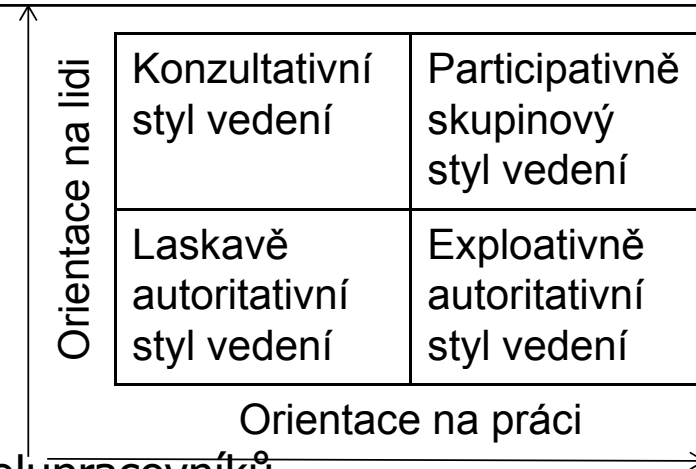 Orientace na lidi
Konzultativní
styl vedení
Participativně
skupinový
styl vedení
Laskavě
autoritativní
styl vedení
Exploativně
autoritativní
styl vedení
Orientace na práci